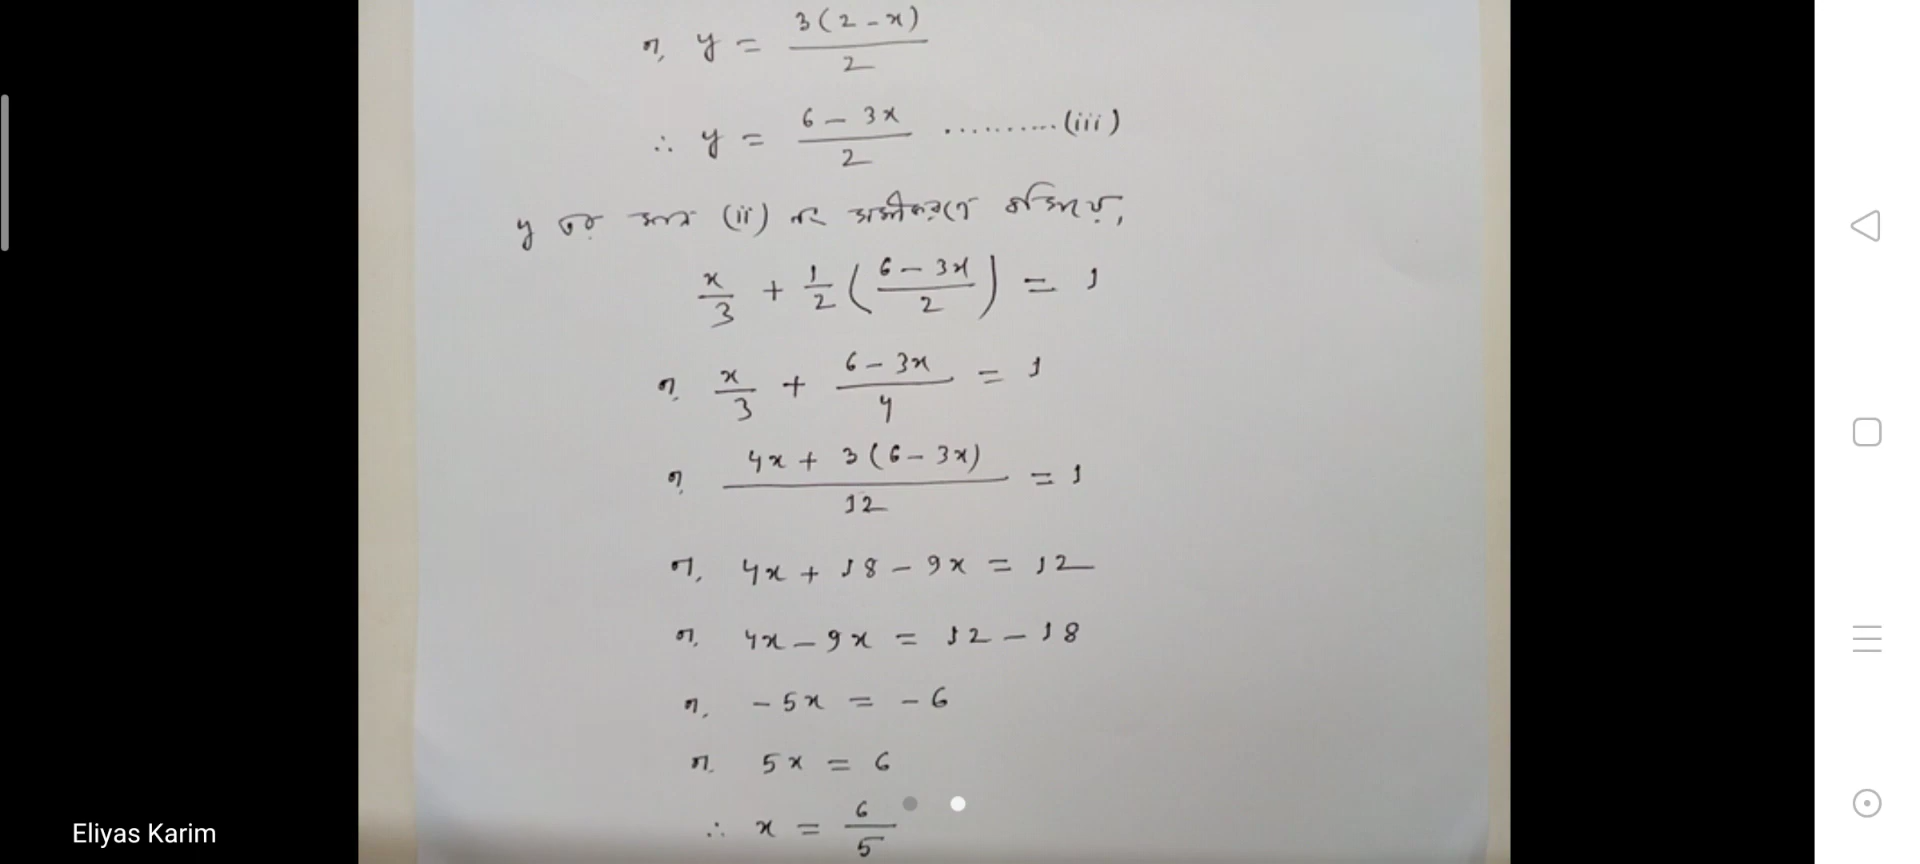 বা, y = 3(2-x)/2
∴ y = (6 - 3x)/2 ..........(iii)
y এর মান (ii) নং সমীকরণে বসিয়ে,
x/3 + 1/2((6 - 3x)/2) = 1
বা, x/3 + (6 - 3x)/4 = 1
বা, (4x + 3(6 - 3x))/12 = 1
বা, 4x + 18 - 9x = 12
বা, 4x - 9x = 12 - 18
বা, -5x = -6
বা, 5x = 6
∴ x = 6/5
Eliyas Karim